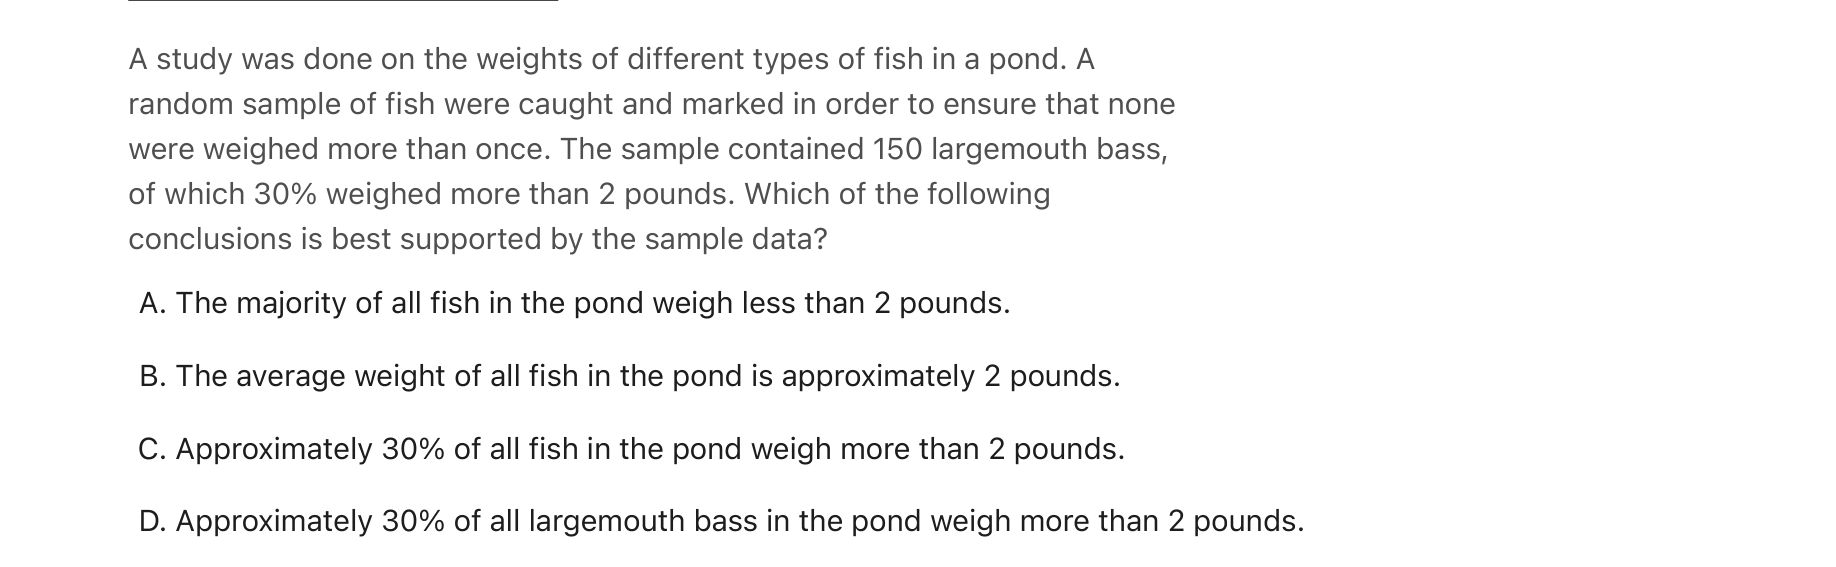 A study was done on the weights of different types of fish in a pond. A
random sample of fish were caught and marked in order to ensure that none
were weighed more than once. The sample contained 150 largemouth bass,
of which 30% weighed more than 2 pounds. Which of the following
conclusions is best supported by the sample data?
A. The majority of all fish in the pond weigh less than 2 pounds.
B. The average weight of all fish in the pond is approximately 2 pounds.
C. Approximately 30% of all fish in the pond weigh more than 2 pounds.
D. Approximately 30% of all largemouth bass in the pond weigh more than 2 pounds.